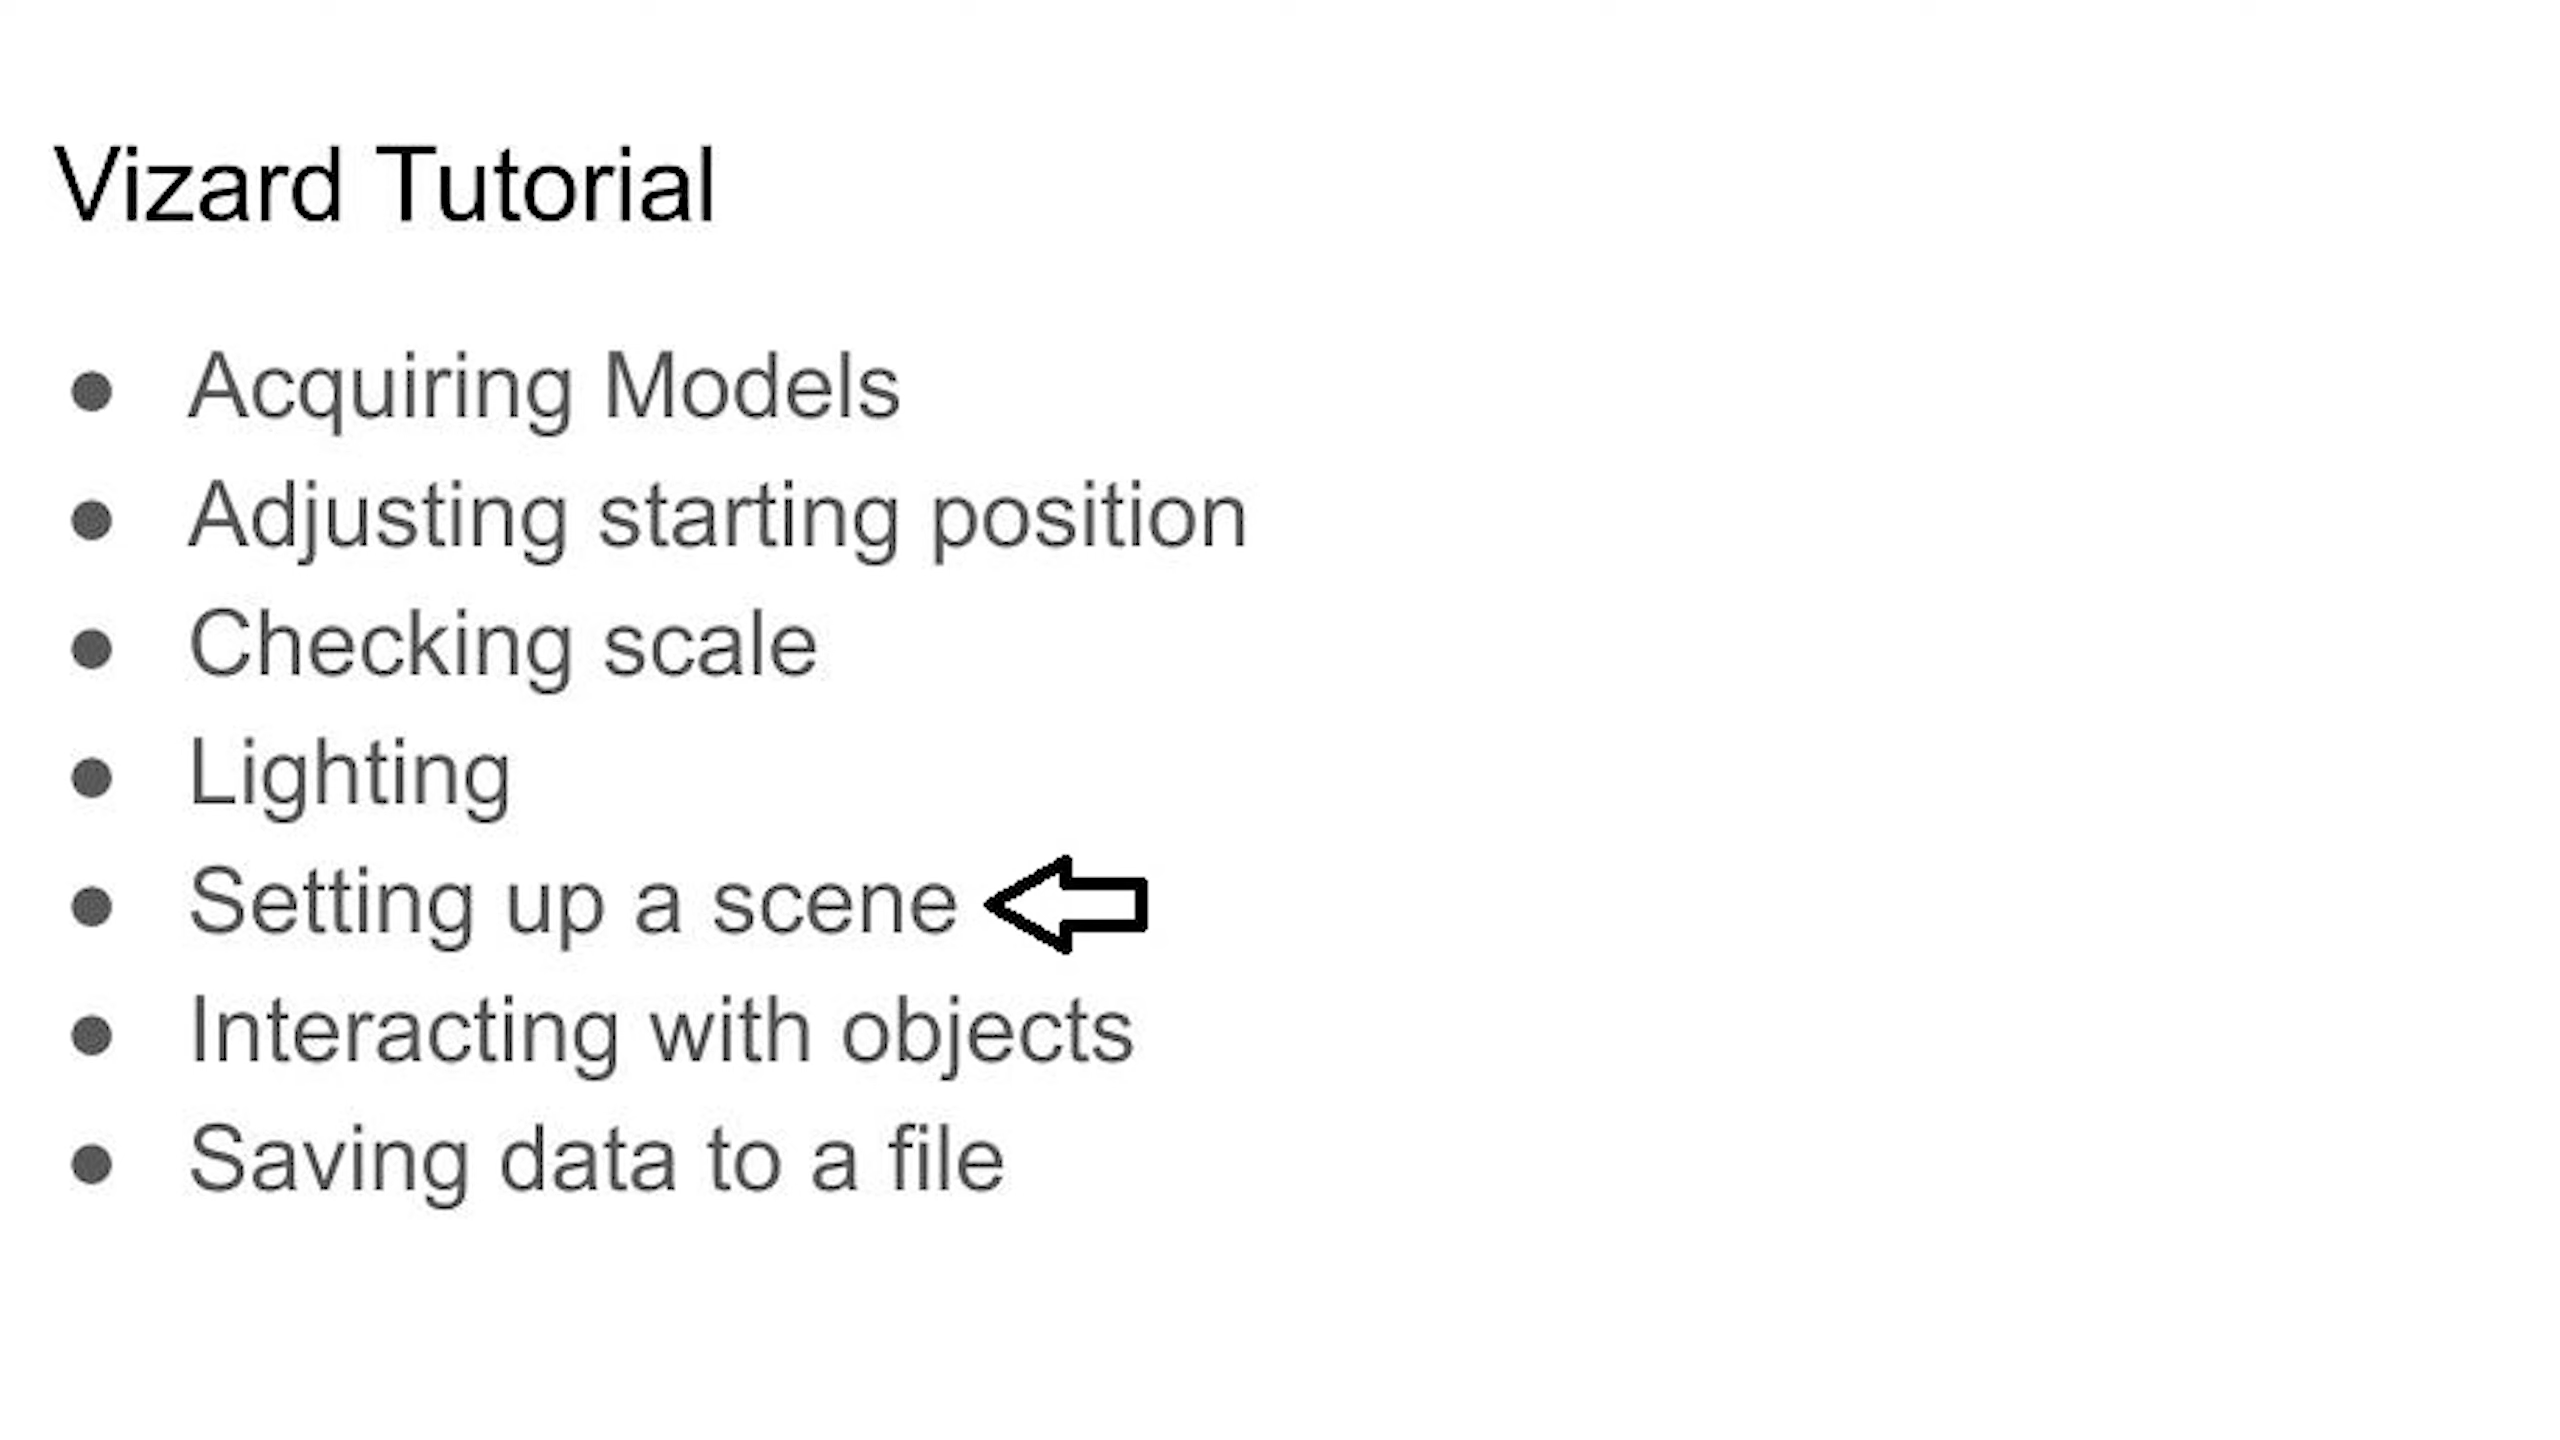 Vizard Tutorial
● Acquiring Models
● Adjusting starting position
● Checking scale
● Lighting
● Setting up a scene
● Interacting with objects
● Saving data to a file